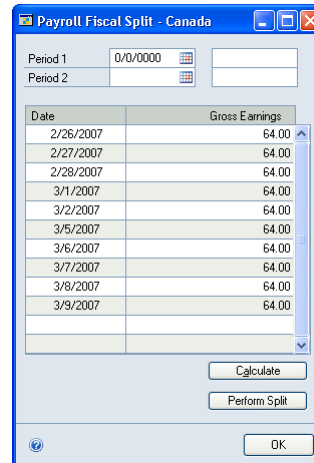 Payroll Fiscal Split - Canada
Period 1 0/0/0000
Period 2
Date Gross Earnings
2/26/2007 64.00
2/27/2007 64.00
2/28/2007 64.00
3/1/2007 64.00
3/2/2007 64.00
3/5/2007 64.00
3/6/2007 64.00
3/7/2007 64.00
3/8/2007 64.00
3/9/2007 64.00
Calculate
Perform Split
OK